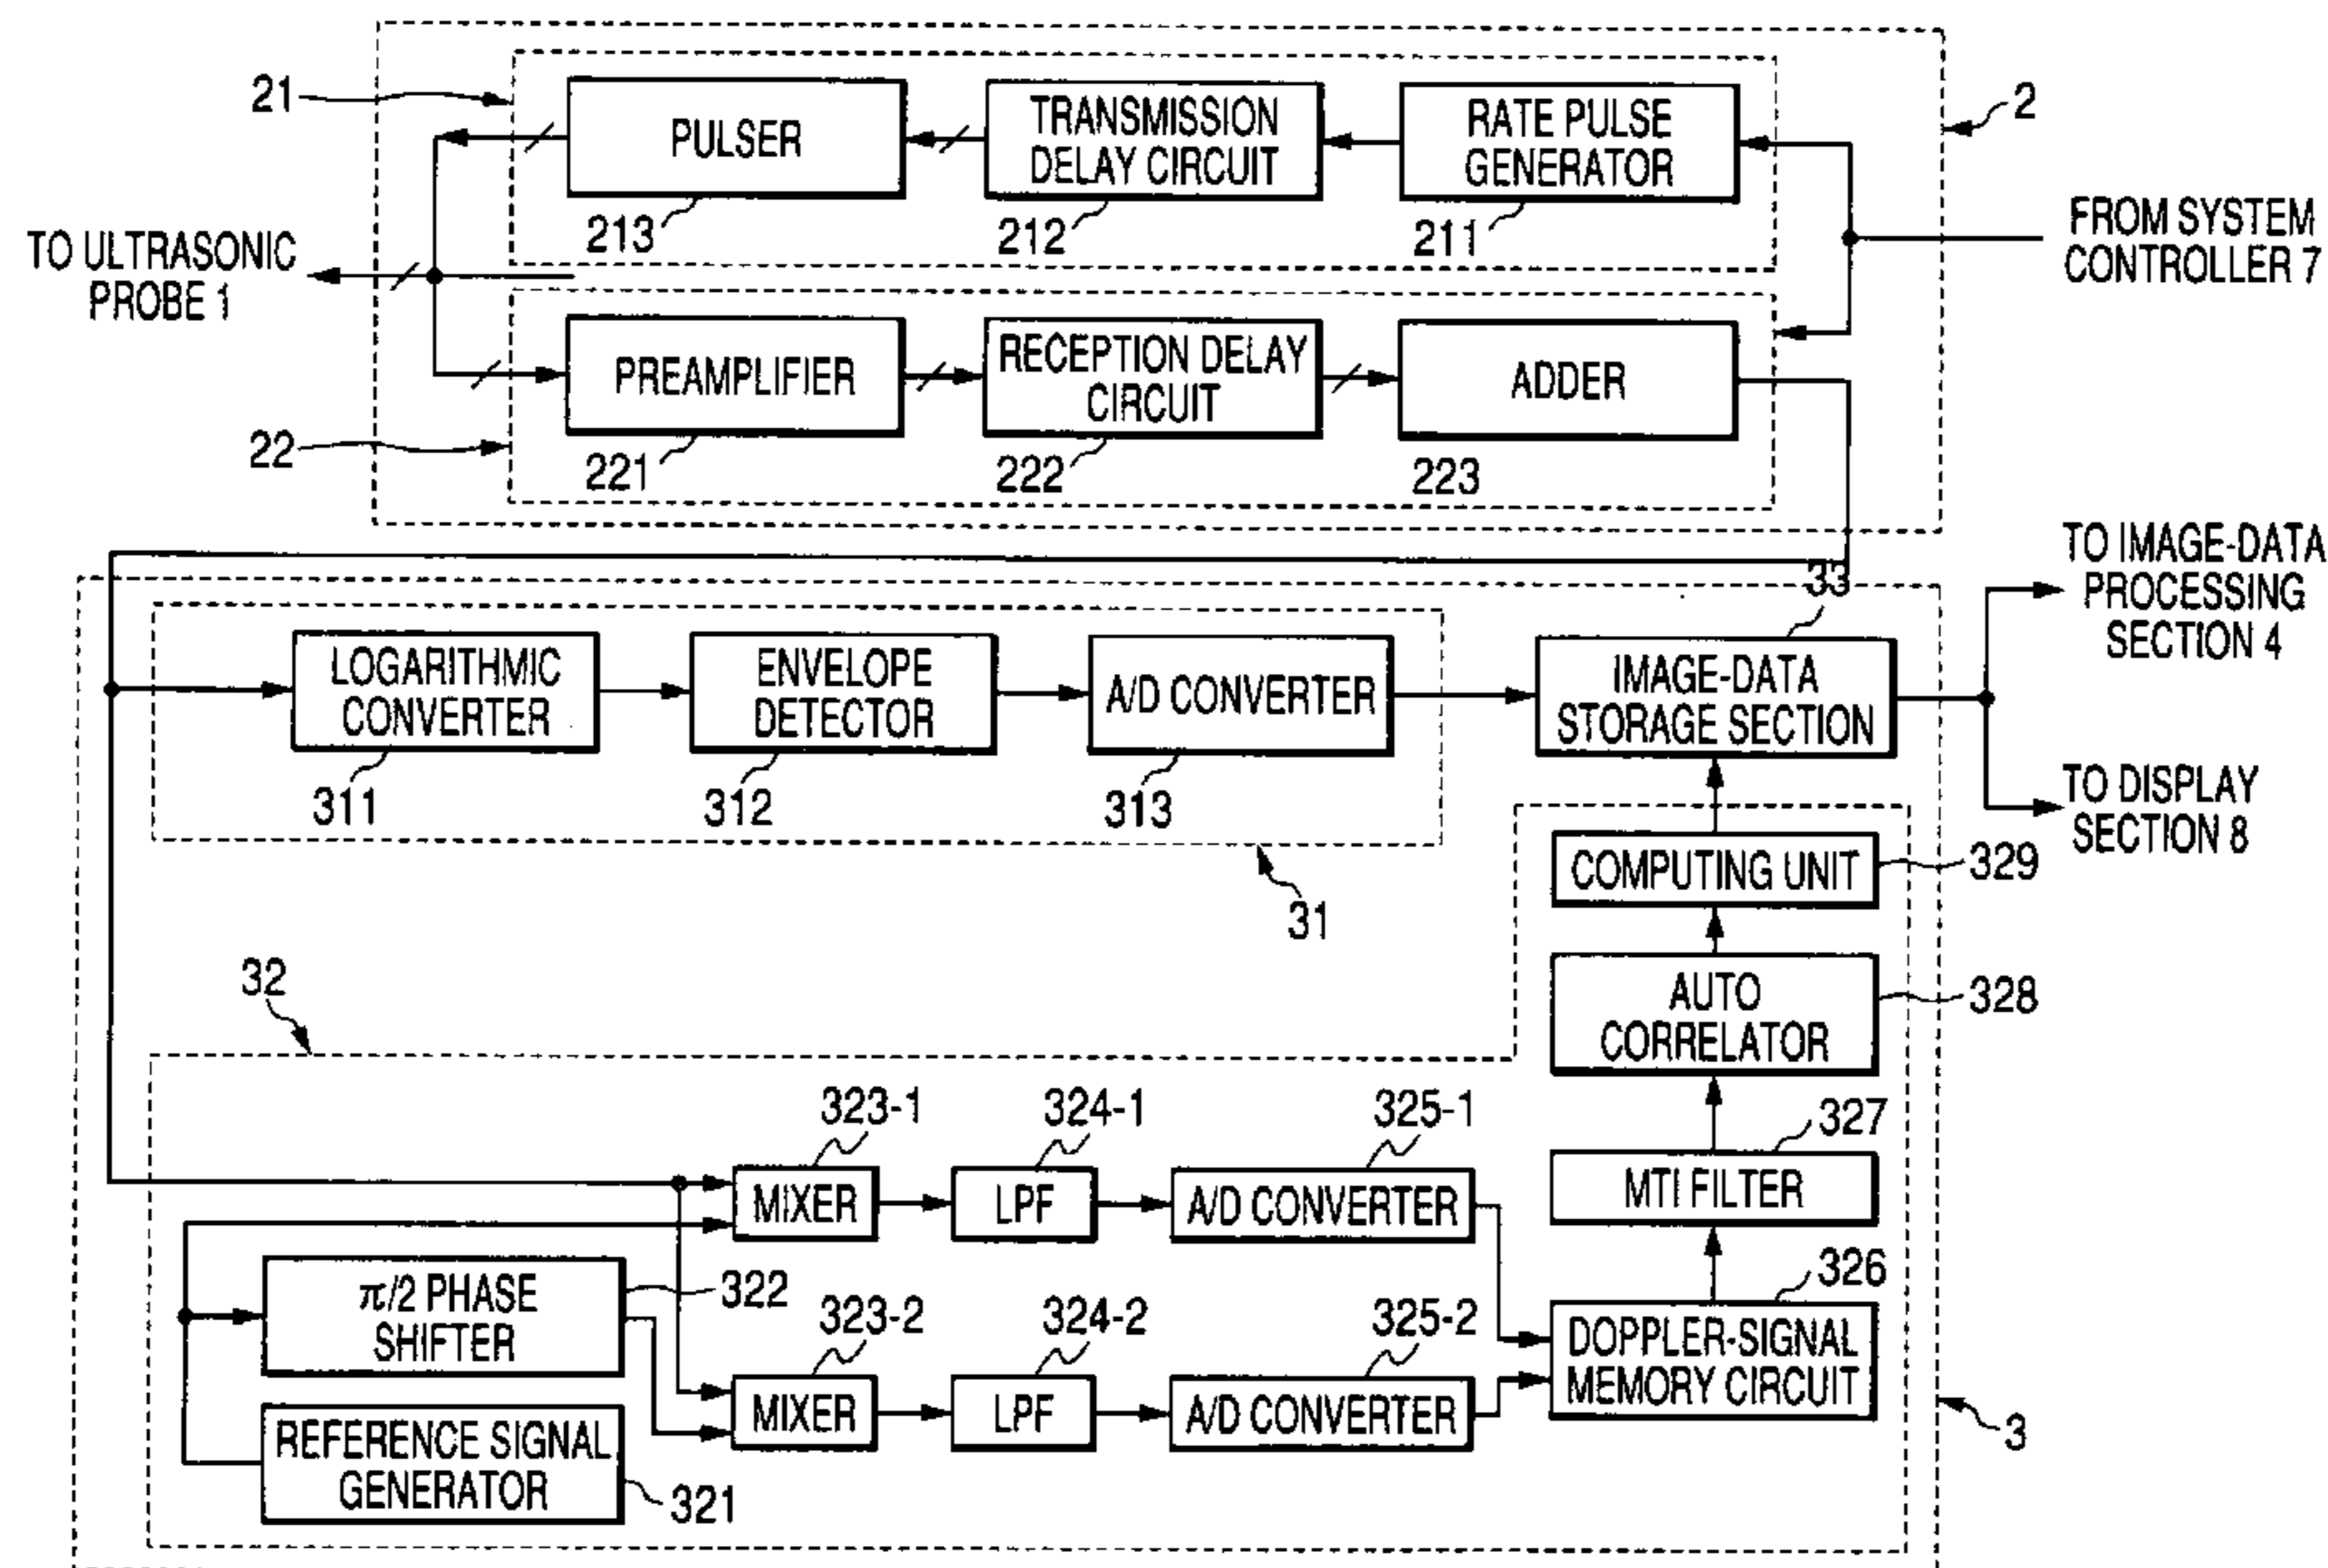 21
PULSER
213
TRANSMISSION
DELAY CIRCUIT
212
RATE PULSE
GENERATOR
211
2
FROM SYSTEM
CONTROLLER 7
TO ULTRASONIC
PROBE 1
22
PREAMPLIFIER
221
RECEPTION DELAY
CIRCUIT
222
ADDER
223
33
TO IMAGE-DATA
PROCESSING
SECTION 4
LOGARITHMIC
CONVERTER
311
ENVELOPE
DETECTOR
312
A/D CONVERTER
313
IMAGE-DATA
STORAGE SECTION
TO DISPLAY
SECTION 8
31
COMPUTING UNIT
329
AUTO
CORRELATOR
328
32
323-1
324-1
325-1
327
MIXER
LPF
A/D CONVERTER
MTI FILTER
π/2 PHASE
SHIFTER
322
323-2
324-2
325-2
326
MIXER
LPF
A/D CONVERTER
DOPPLER-SIGNAL
MEMORY CIRCUIT
REFERENCE SIGNAL
GENERATOR
321
3